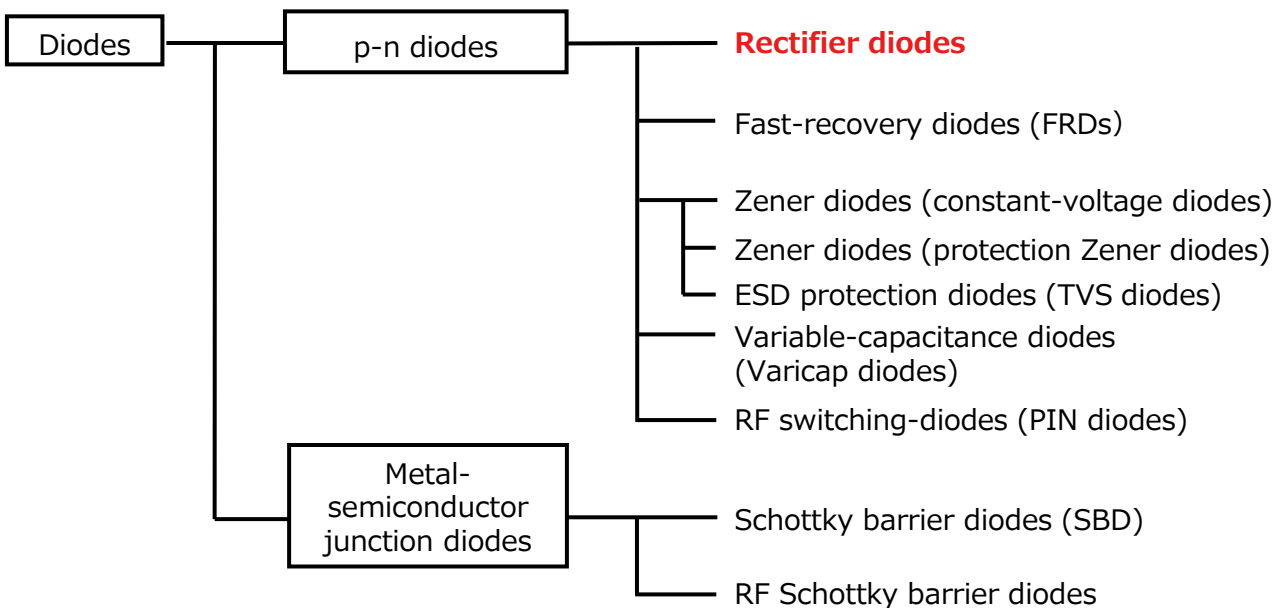 Diodes
p-n diodes
Rectifier diodes
Fast-recovery diodes (FRDs）
Zener diodes (constant-voltage diodes)
Zener diodes (protection Zener diodes)
ESD protection diodes (TVS diodes)
Variable-capacitance diodes
(Varicap diodes)
RF switching-diodes (PIN diodes)
Metal-
semiconductor
junction diodes
Schottky barrier diodes (SBD)
RF Schottky barrier diodes